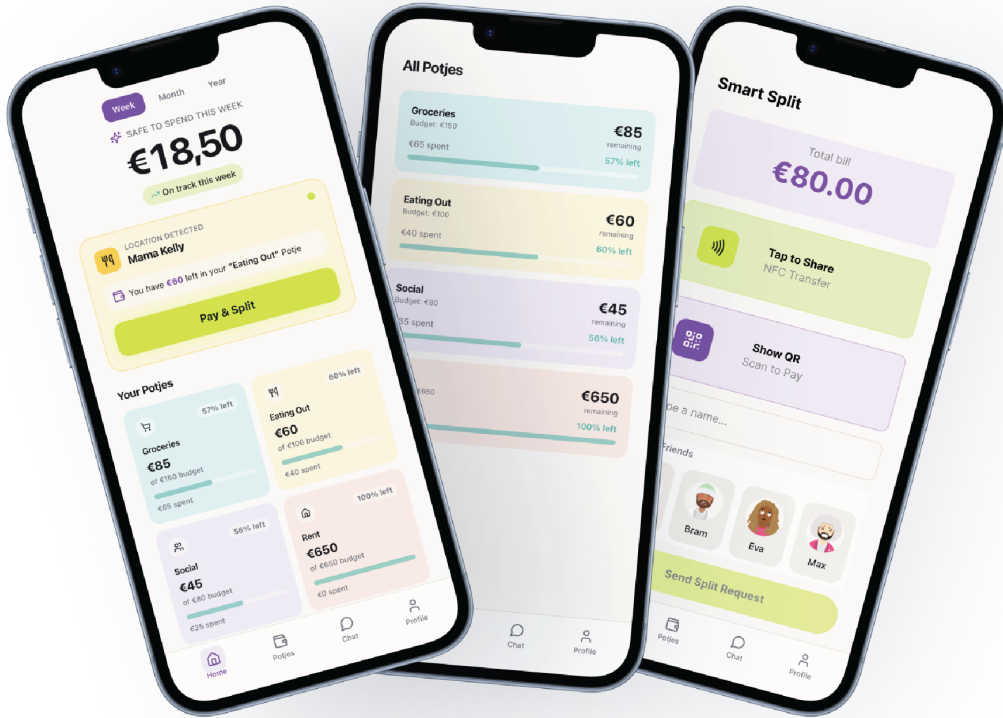 Week
Month
Year
SAFE TO SPEND THIS WEEK
€18,50
On track this week
LOCATION DETECTED
Mama Kelly
You have €60 left in your "Eating Out" Potje
Pay & Split
Your Potjes
57% left
Groceries
€85
of €150 budget
€65 spent
60% left
Eating Out
€60
of €100 budget
€40 spent
56% left
Social
€45
of €80 budget
€35 spent
100% left
Rent
€650
of €650 budget
€0 spent
Home
Potjes
Chat
Profile
All Potjes
Groceries
Budget: €150
€85
remaining
€65 spent
57% left
Eating Out
Budget: €100
€60
remaining
€40 spent
60% left
Social
Budget: €80
€45
remaining
35 spent
56% left
€650
€650
remaining
100% left
Chat
Profile
Smart Split
Total bill
€80.00
Tap to Share
NFC Transfer
Show QR
Scan to Pay
a name...
Friends
Bram
Eva
Max
Send Split Request
Potjes
Chat
Profile